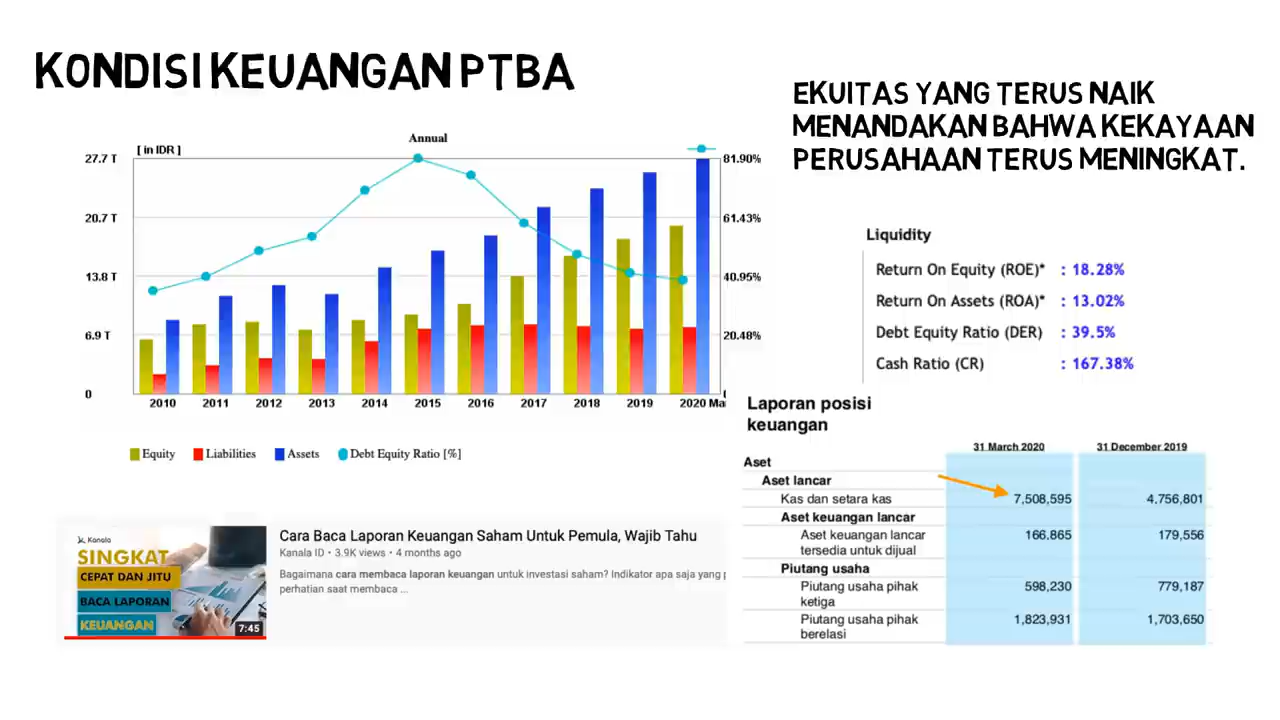 KONDISI KEUANGAN PTBA
EKUITAS YANG TERUS NAIK
MENANDAKAN BAHWA KEKAYAAN
PERUSAHAAN TERUS MENINGKAT.
Annual
[ in IDR ]
27.7 T
20.7 T
13.8 T
6.9 T
0
81.90%
61.43%
40.95%
20.48%
2010 2011 2012 2013 2014 2015 2016 2017 2018 2019 2020 Mar
Equity Liabilities Assets Debt Equity Ratio [%]
Liquidity
Return On Equity (ROE)* : 18.28%
Return On Assets (ROA)* : 13.02%
Debt Equity Ratio (DER) : 39.5%
Cash Ratio (CR) : 167.38%
Laporan posisi
keuangan
31 March 2020 31 December 2019
Aset
Aset lancar
Kas dan setara kas 7,508,595 4.756,801
Aset keuangan lancar
Aset keuangan lancar
tersedia untuk dijual 166,865 179,556
Piutang usaha
Piutang usaha pihak
ketiga 598,230 779,187
Piutang usaha pihak
berelasi 1,823,931 1,703,650
Kanala
SINGKAT
CEPAT DAN JITU
BACA LAPORAN
KEUANGAN
7:45
Cara Baca Laporan Keuangan Saham Untuk Pemula, Wajib Tahu
Kanala ID • 3.9K views • 4 months ago
Bagaimana cara membaca laporan keuangan untuk investasi saham? Indikator apa saja yang
perhatian saat membaca ...